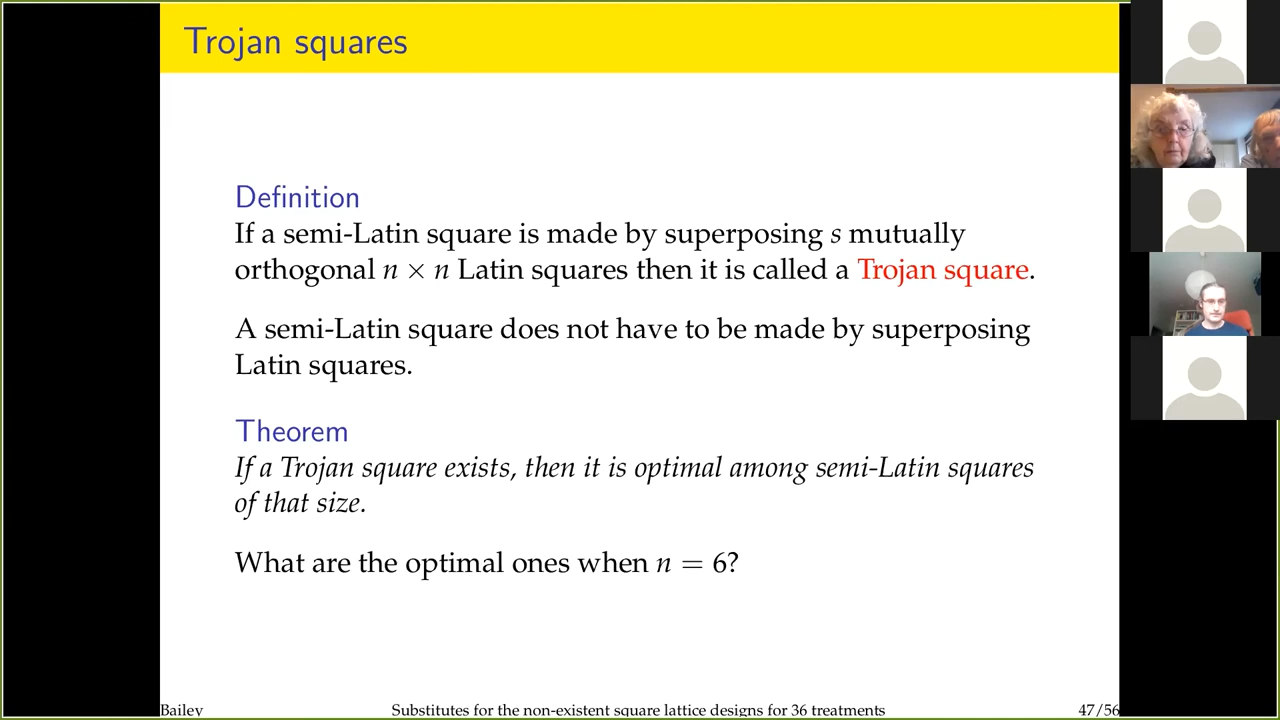 Trojan squares
Definition
If a semi-Latin square is made by superposing s mutually
orthogonal n × n Latin squares then it is called a Trojan square.
A semi-Latin square does not have to be made by superposing
Latin squares.
Theorem
If a Trojan square exists, then it is optimal among semi-Latin squares
of that size.
What are the optimal ones when n = 6?
Bailey Substitutes for the non-existent square lattice designs for 36 treatments 47/56